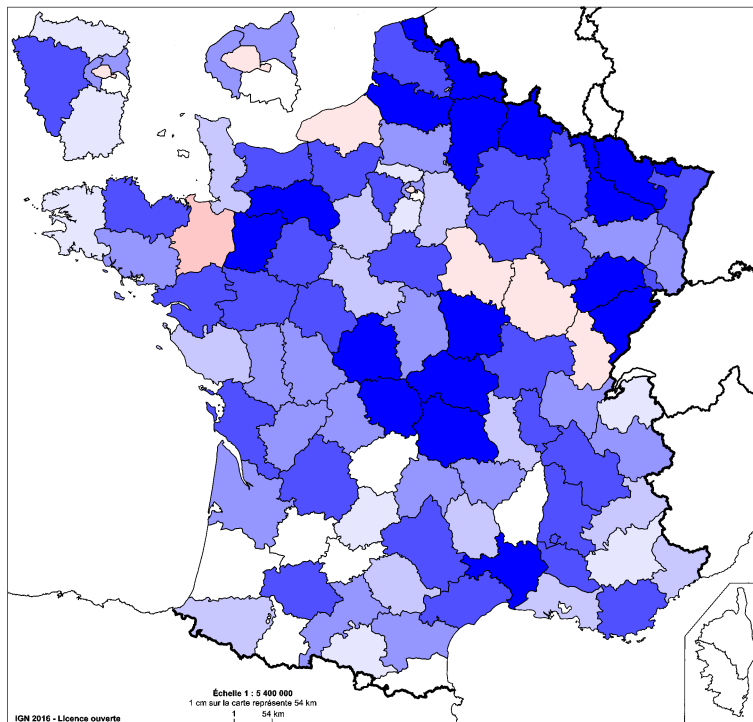 Échelle 1 : 5 400 000
1 cm sur la carte représente 54 km
1 54 km
IGN 2016 - Licence ouverte